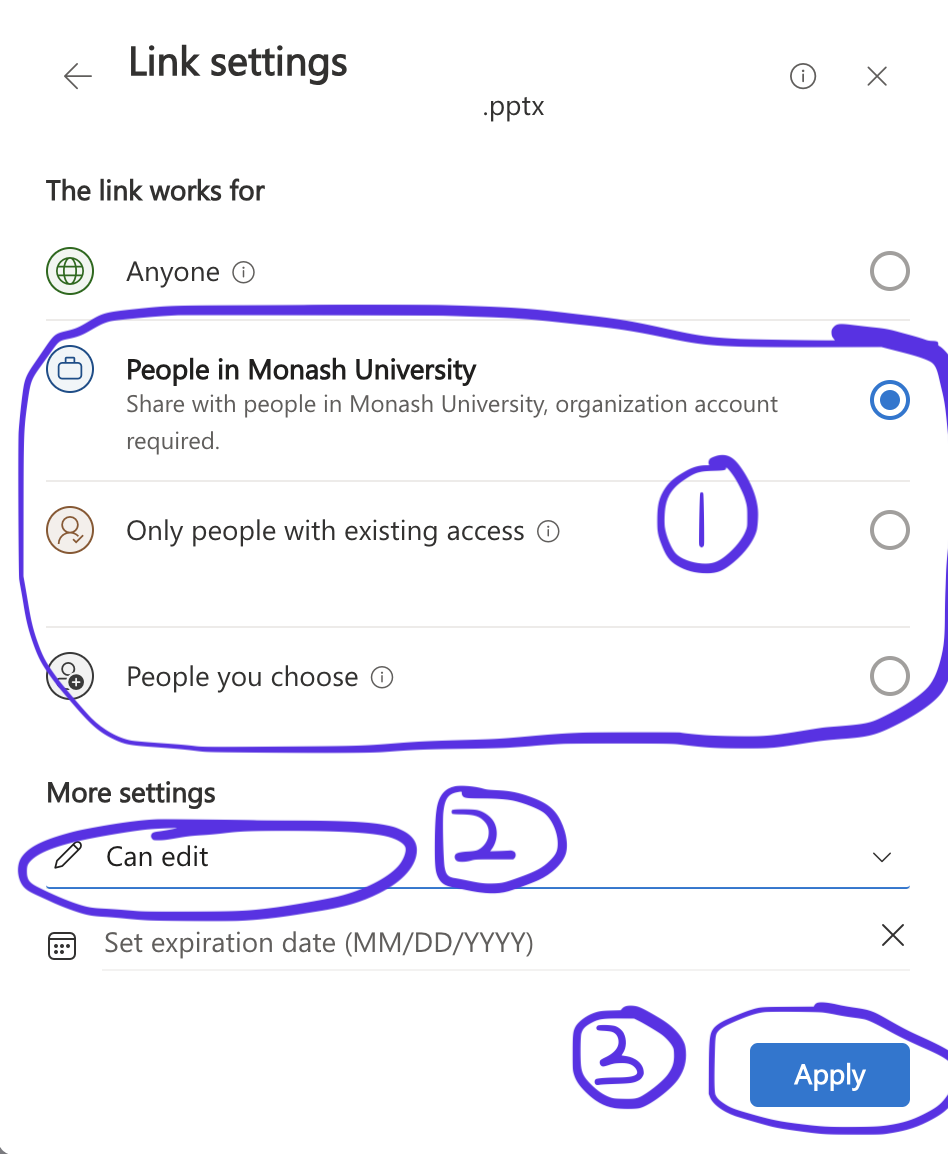 Link settings
.pptx
The link works for
Anyone
People in Monash University
Share with people in Monash University, organization account
required.
1
Only people with existing access
People you choose
More settings
2
Can edit
Set expiration date (MM/DD/YYYY)
3
Apply